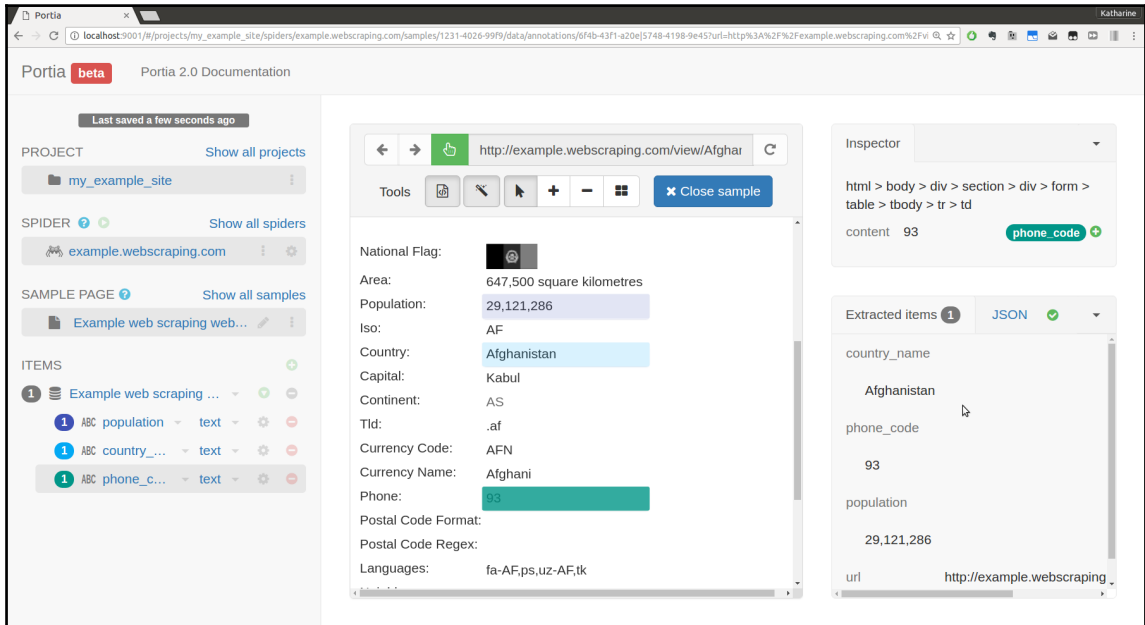 Portia
Katharine
localhost:9001/#/projects/my_example_site/spiders/example.webscraping.com/samples/1231-4026-99f9/data/annotations/6f4b-43f1-a20e|5748-4198-9e45?url=http%3A%2F%2Fexample.webscraping.com%2Fvi
Portia beta Portia 2.0 Documentation
Last saved a few seconds ago
PROJECT Show all projects
my_example_site
SPIDER Show all spiders
example.webscraping.com
SAMPLE PAGE Show all samples
Example web scraping web...
ITEMS
1 Example web scraping ...
1 ABC population text
1 ABC country_... text
1 ABC phone_c... text
http://example.webscraping.com/view/Afghar
Tools Close sample
National Flag:
Area: 647,500 square kilometres
Population: 29,121,286
Iso: AF
Country: Afghanistan
Capital: Kabul
Continent: AS
Tld: .af
Currency Code: AFN
Currency Name: Afghani
Phone: 93
Postal Code Format:
Postal Code Regex:
Languages: fa-AF,ps,uz-AF,tk
Inspector
html > body > div > section > div > form >
table > tbody > tr > td
content 93 phone_code
Extracted items 1 JSON
country_name
Afghanistan
phone_code
93
population
29,121,286
url http://example.webscraping